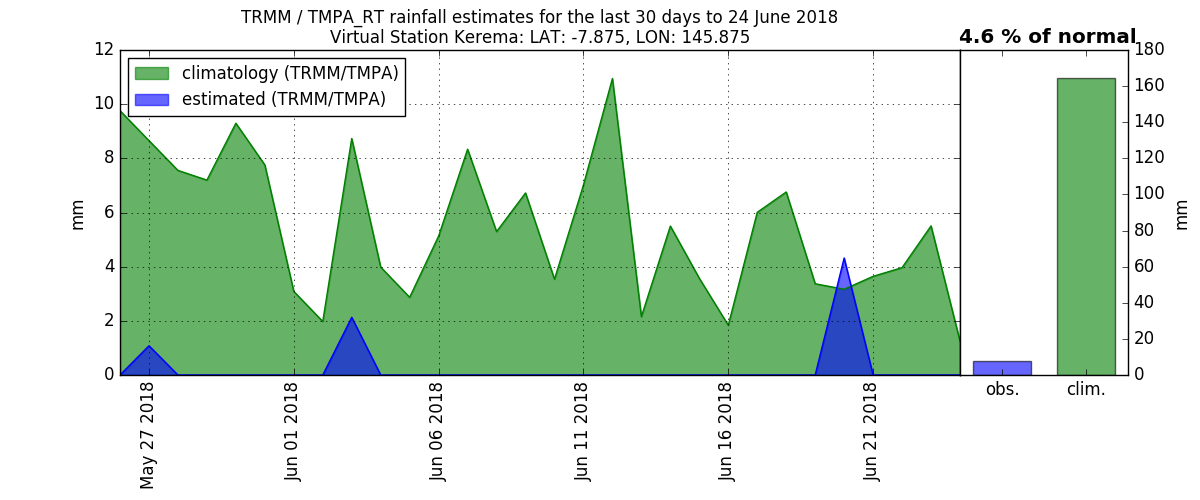 TRMM / TMPA_RT rainfall estimates for the last 30 days to 24 June 2018
Virtual Station Kerema: LAT: -7.875, LON: 145.875
4.6 % of normal
climatology (TRMM/TMPA)
estimated (TRMM/TMPA)
12
10
8
6
4
2
0
mm
May 27 2018
Jun 01 2018
Jun 06 2018
Jun 11 2018
Jun 16 2018
Jun 21 2018
180
160
140
120
100
80
60
40
20
0
mm
obs.
clim.